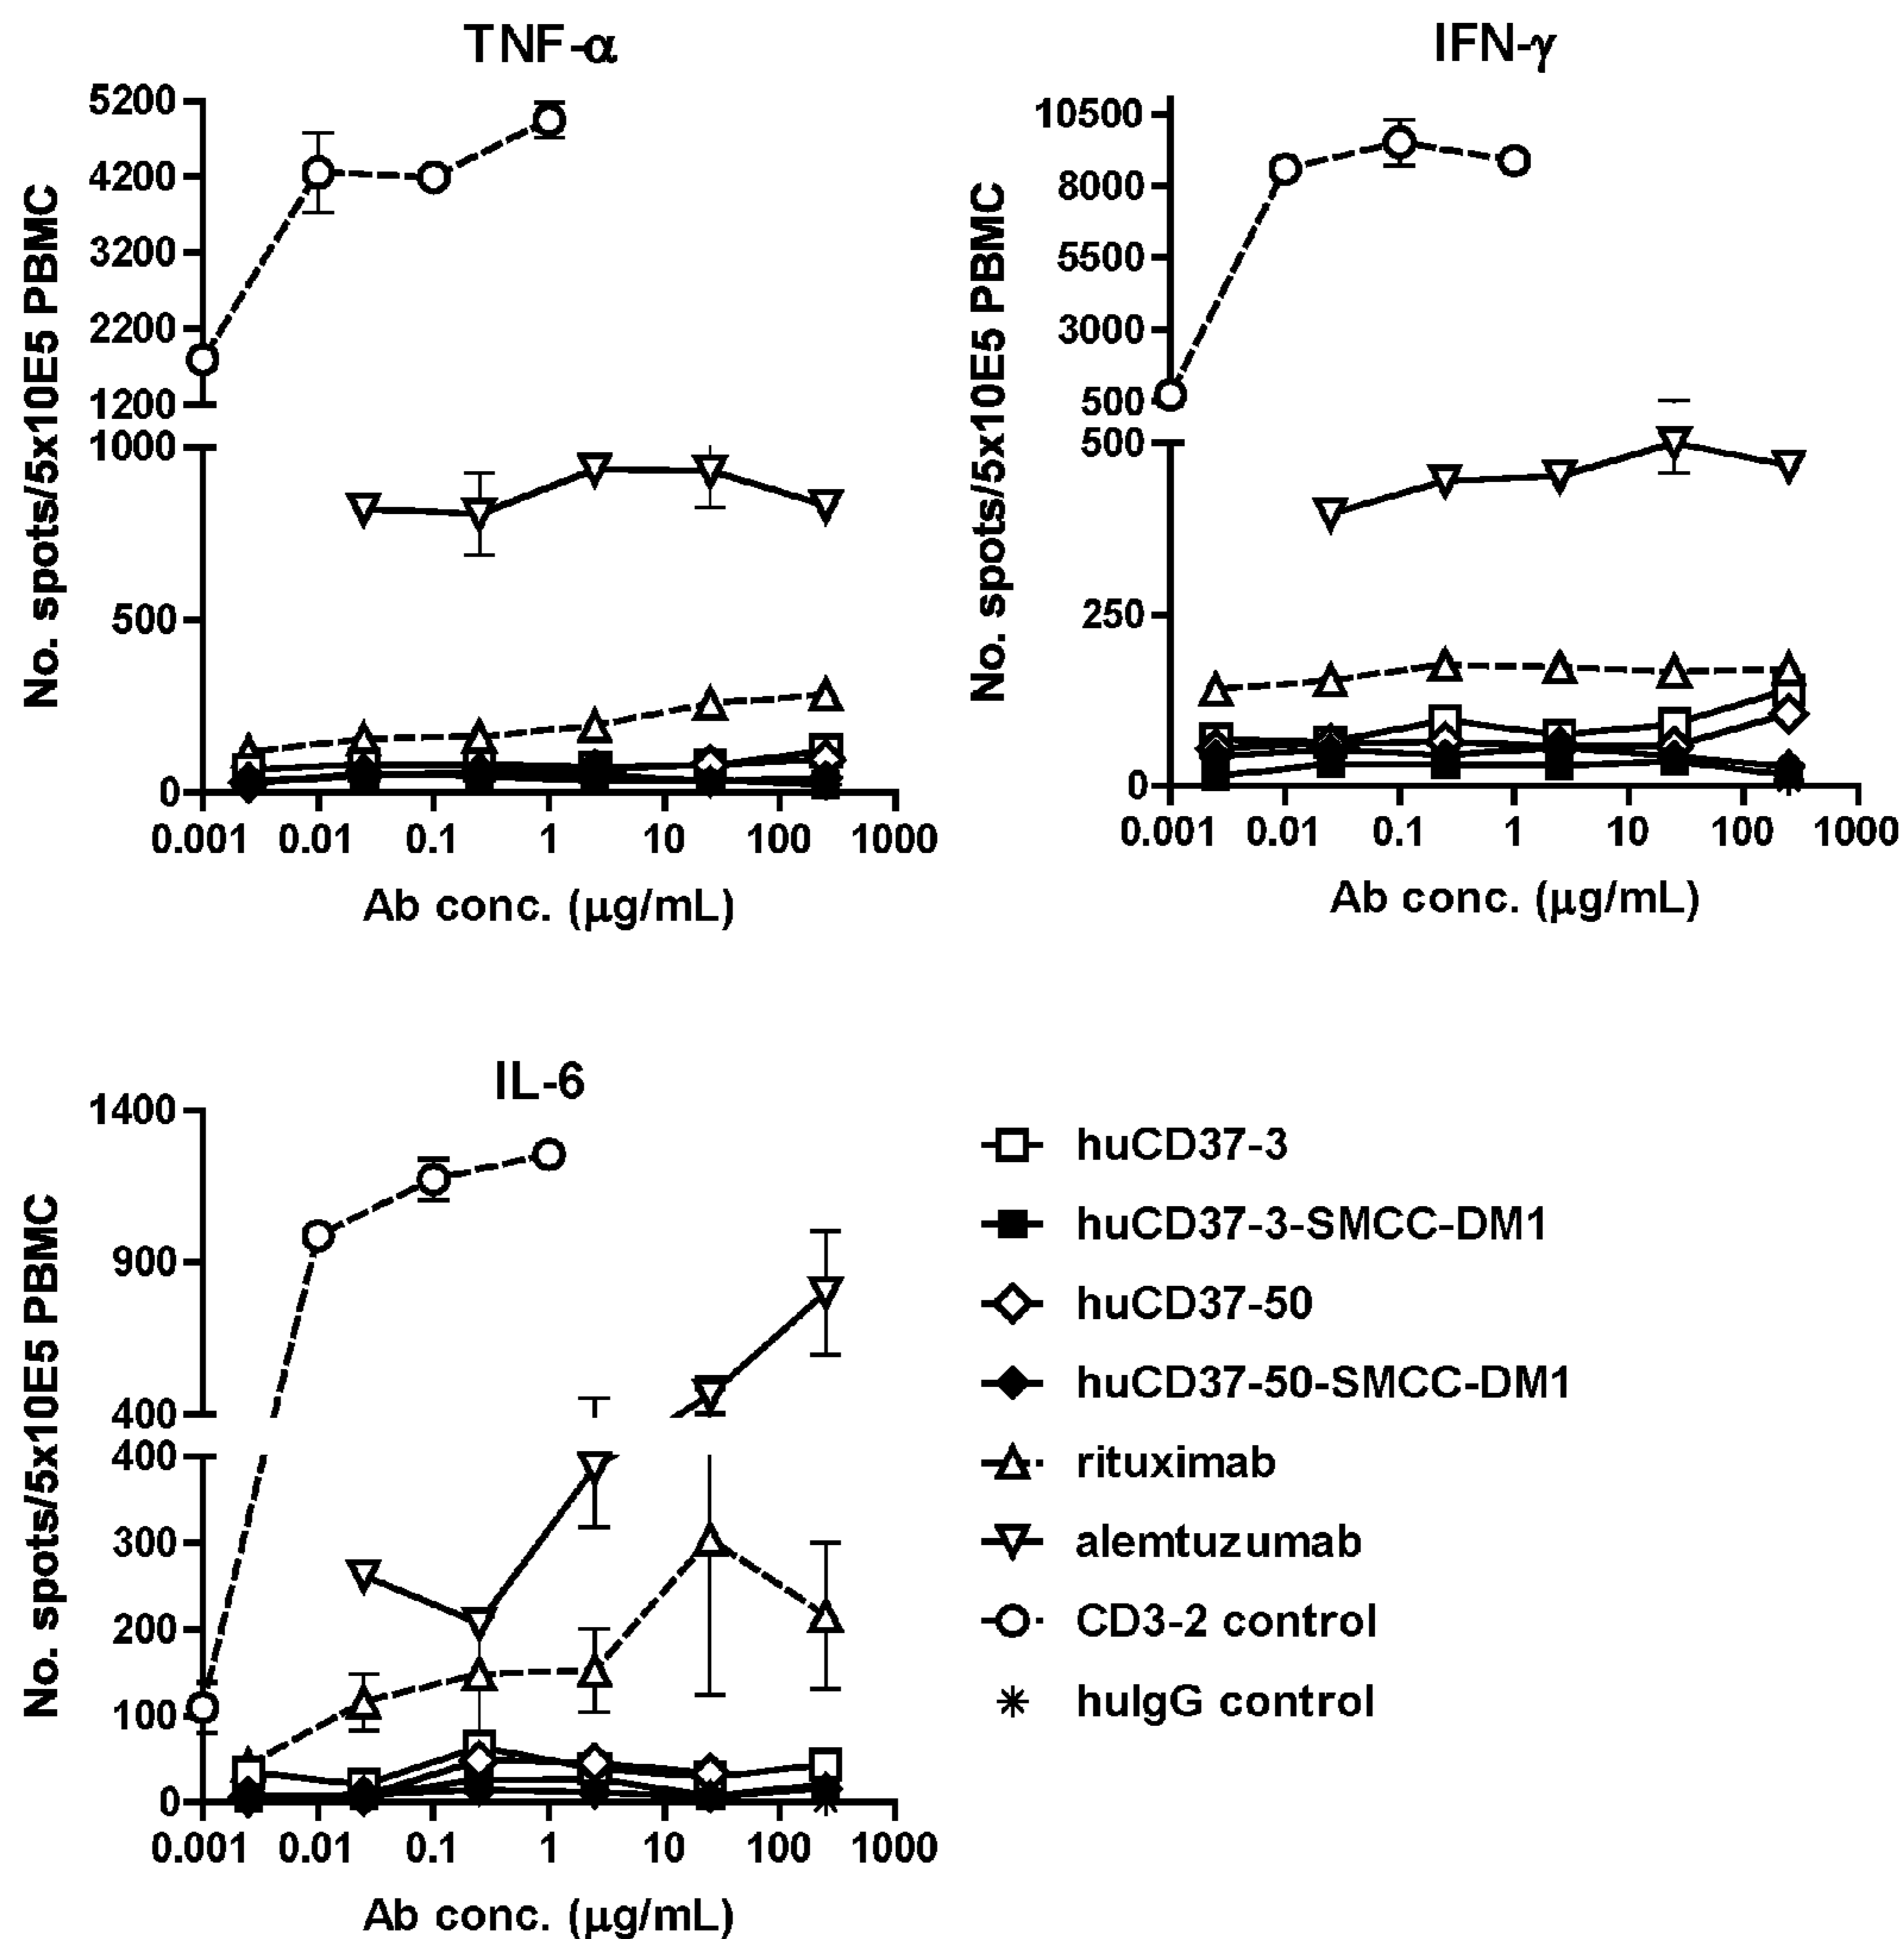 TNF-α
No. spots/5x10E5 PBMC
5200
4200
3200
2200
1200
1000
500
0
0.001 0.01 0.1 1 10 100 1000
Ab conc. (µg/mL)
IFN-γ
No. spots/5x10E5 PBMC
10500
8000
5500
3000
500
500
250
0
0.001 0.01 0.1 1 10 100 1000
Ab conc. (µg/mL)
IL-6
No. spots/5x10E5 PBMC
1400
900
400
400
300
200
100
0
0.001 0.01 0.1 1 10 100 1000
Ab conc. (µg/mL)
huCD37-3
huCD37-3-SMCC-DM1
huCD37-50
huCD37-50-SMCC-DM1
rituximab
alemtuzumab
CD3-2 control
huIgG control